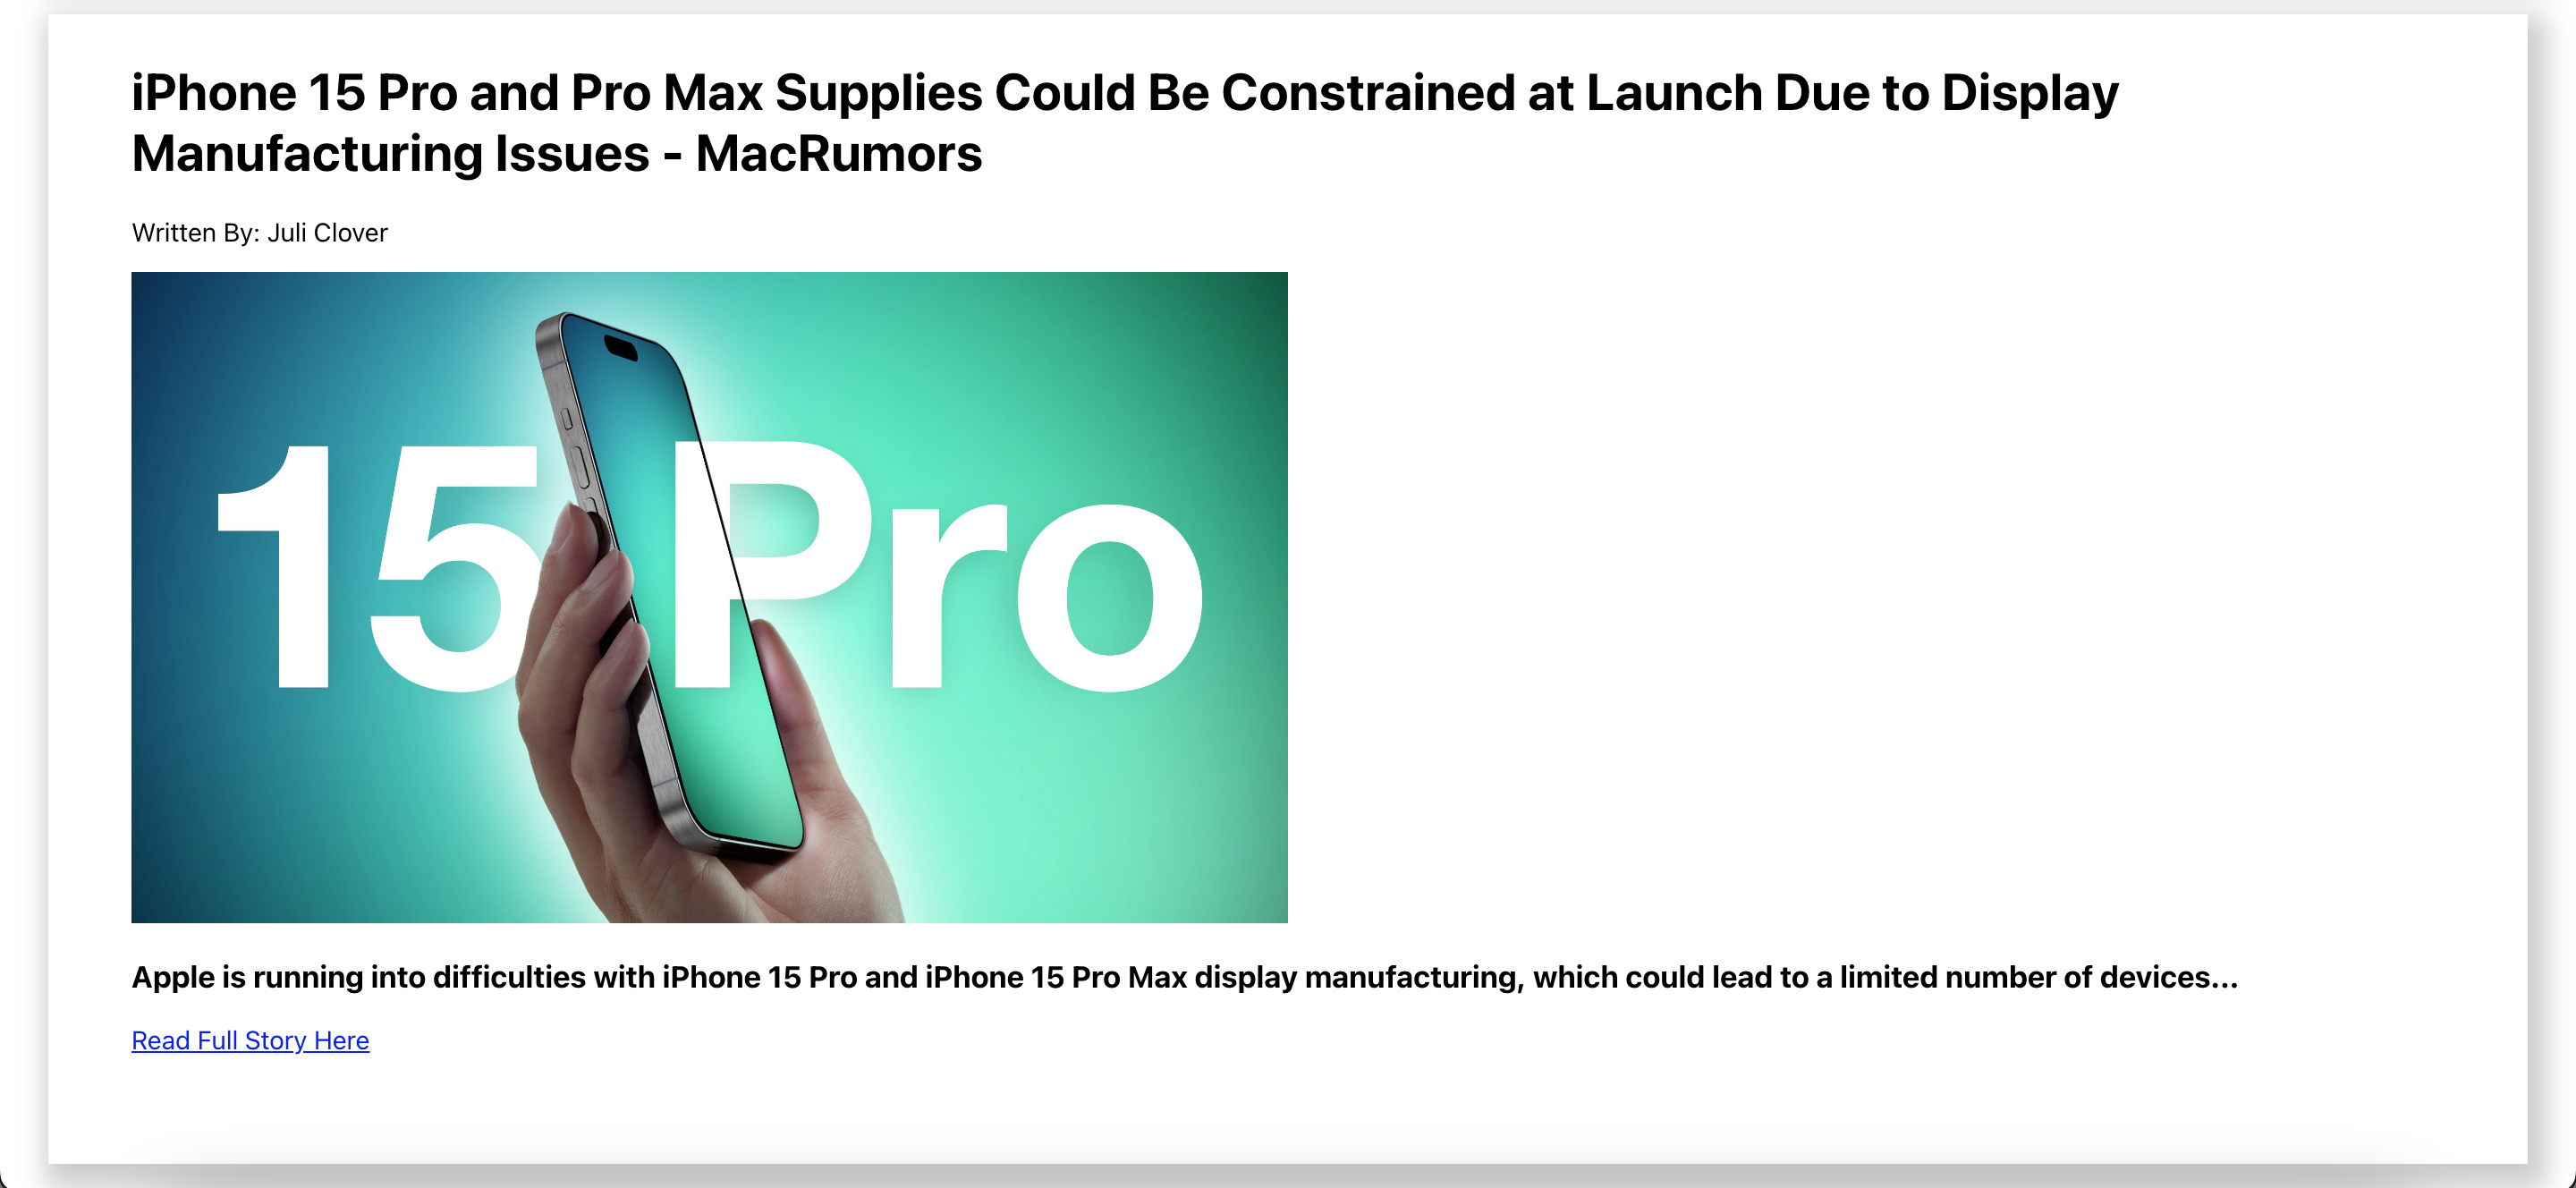 iPhone 15 Pro and Pro Max Supplies Could Be Constrained at Launch Due to Display
Manufacturing Issues - MacRumors
Written By: Juli Clover
15 Pro
Apple is running into difficulties with iPhone 15 Pro and iPhone 15 Pro Max display manufacturing, which could lead to a limited number of devices...
Read Full Story Here